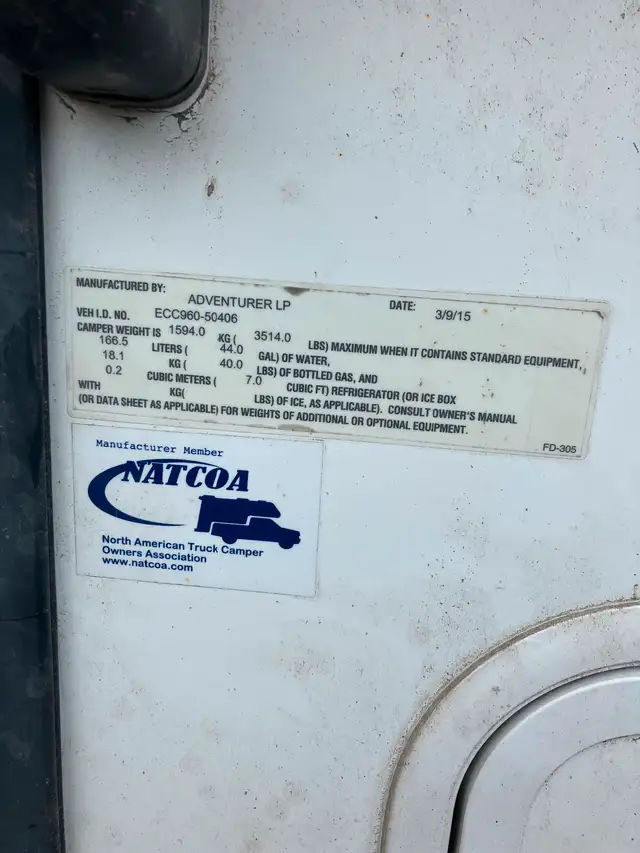 MANUFACTURED BY: ADVENTURER LP DATE: 3/9/15
VEH I.D. NO. ECC960-50406
CAMPER WEIGHT IS 1594.0 KG ( 3514.0 LBS) MAXIMUM WHEN IT CONTAINS STANDARD EQUIPMENT,
166.5 LITERS ( 44.0 GAL) OF WATER,
18.1 KG ( 40.0 LBS) OF BOTTLED GAS, AND
0.2 CUBIC METERS ( 7.0 CUBIC FT) REFRIGERATOR (OR ICE BOX
WITH KG( LBS) OF ICE, AS APPLICABLE). CONSULT OWNER'S MANUAL
(OR DATA SHEET AS APPLICABLE) FOR WEIGHTS OF ADDITIONAL OR OPTIONAL EQUIPMENT.
FD-305
Manufacturer Member
NATCOA
North American Truck Camper
Owners Association
www.natcoa.com